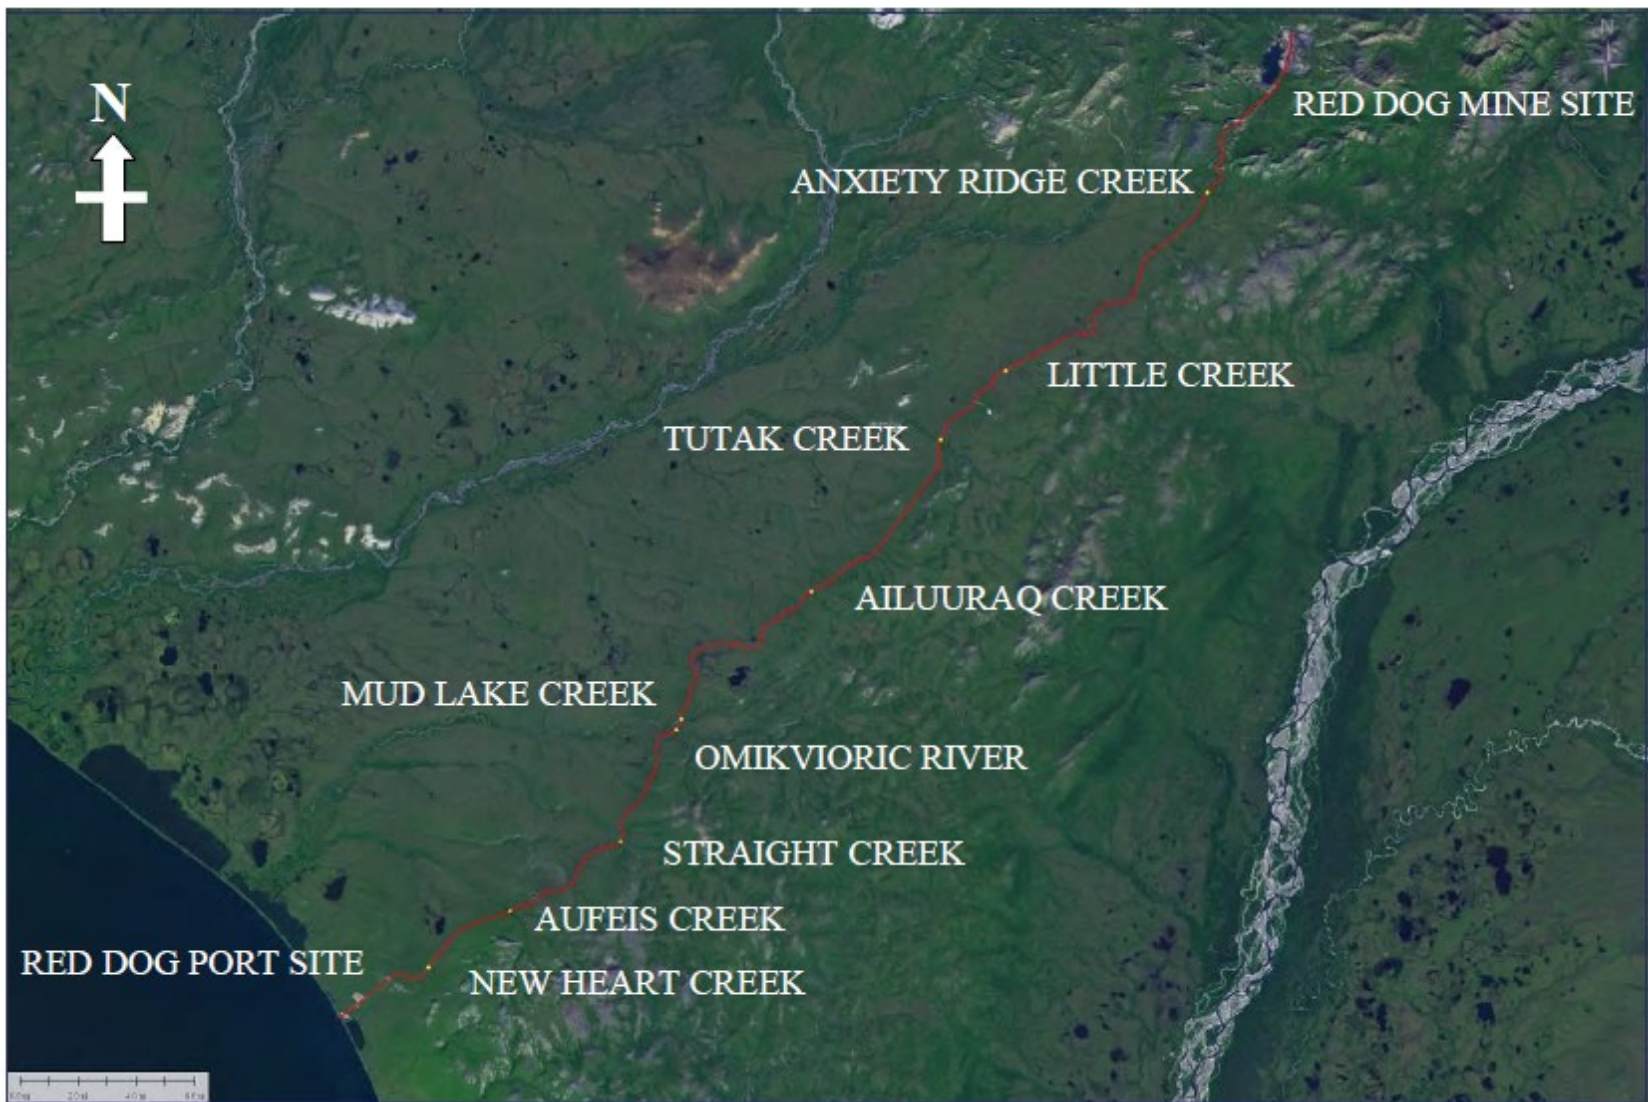 N
RED DOG MINE SITE
ANXIETY RIDGE CREEK
LITTLE CREEK
TUTAK CREEK
AILUURAQ CREEK
MUD LAKE CREEK
OMIKVIORIC RIVER
STRAIGHT CREEK
AUFEIS CREEK
RED DOG PORT SITE
NEW HEART CREEK